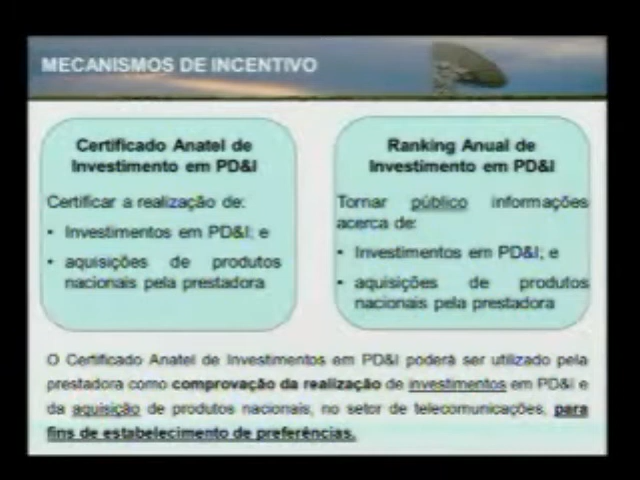 MECANISMOS DE INCENTIVO
Certificado Anatel de
Investimento em PD&I
Certificar a realização de:
• Investimentos em PD&I; e
• aquisições de produtos
nacionais pela prestadora
Ranking Anual de
Investimento em PD&I
Tornar público informações
acerca de:
• Investimentos em PD&I; e
• aquisições de produtos
nacionais pela prestadora
O Certificado Anatel de Investimentos em PD&I poderá ser utilizado pela
prestadora como comprovação da realização de investimentos em PD&I e
da aquisição de produtos nacionais, no setor de telecomunicações, para
fins de estabelecimento de preferências.